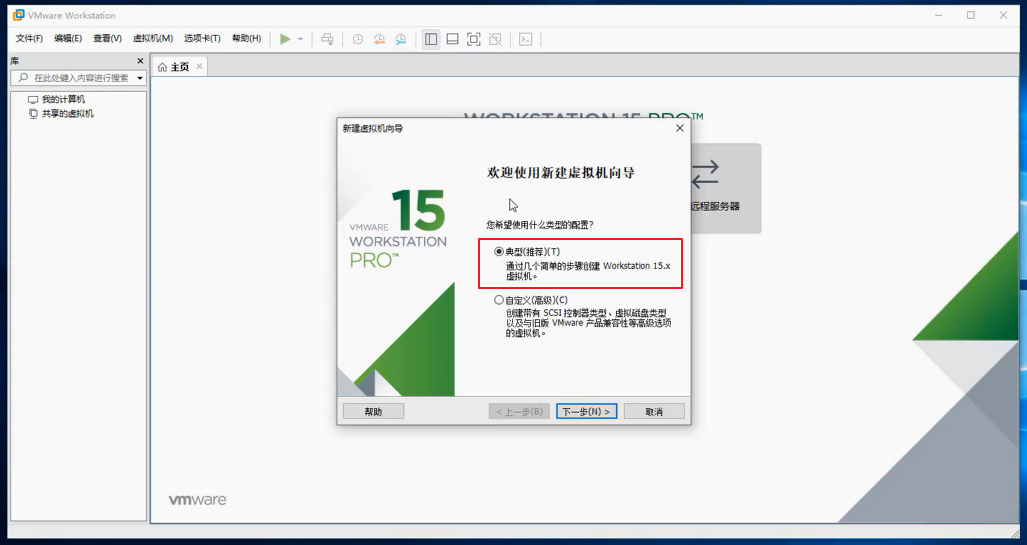 VMware Workstation
文件(F) 编辑(E) 查看(V) 虚拟机(M) 选项卡(T) 帮助(H)
库
在此处键入内容进行搜索
主页
我的计算机
共享的虚拟机
WORKSTATION 15 PRO™
新建虚拟机向导
欢迎使用新建虚拟机向导
15
VMWARE
WORKSTATION
PRO™
您希望使用什么类型的配置?
典型(推荐)(T)
通过几个简单的步骤创建 Workstation 15.x
虚拟机。
自定义(高级)(C)
创建带有 SCSI 控制器类型、虚拟磁盘类型
以及与旧版 VMware 产品兼容性等高级选项
的虚拟机。
远程服务器
帮助 < 上一步(B) 下一步(N) > 取消
vmware